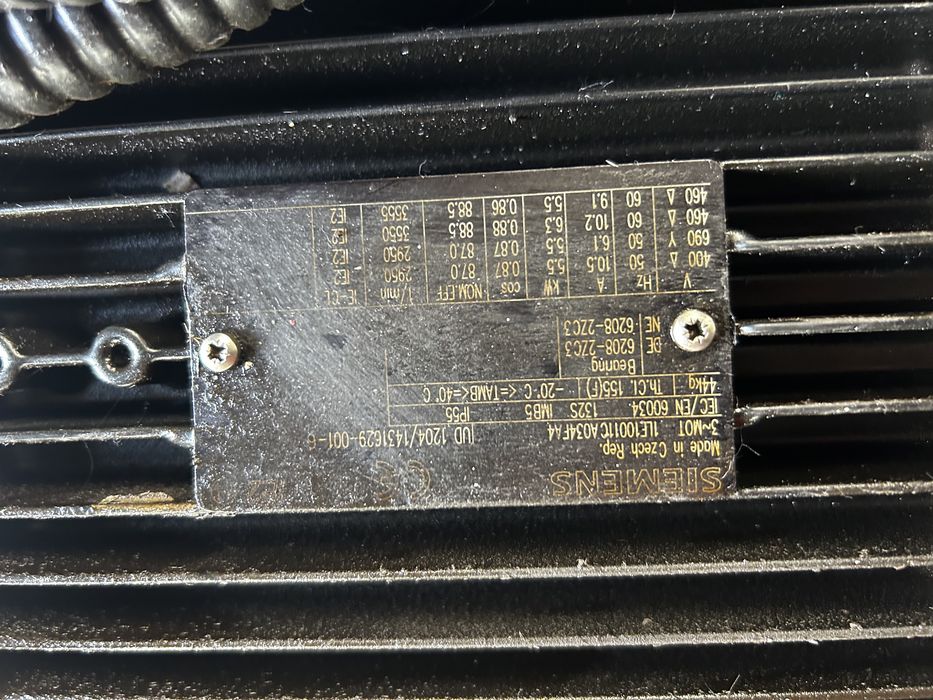 SIEMENS CE
Made in Czech Rep.
3~MOT. 1LE1001TCA034FA4 UD 1204/1431629-001-6
IEC/EN 60034 132S IMB5 IP55
44kg Th.Cl. 155(F) -20°C <=TAMB<=40°C
Bearing
DE 6208-2ZC3
NE 6208-2ZC3
V Hz A kW cos NOM.EFF 1/min IE-CL
400 Δ 50 10.5 5.5 0.87 87.0 2950 IE2
690 Y 50 6.1 5.5 0.87 87.0 2950 IE2
460 Δ 60 10.2 6.3 0.88 88.5 3550 IE2
460 Δ 60 9.1 5.5 0.86 88.5 3555 IE2